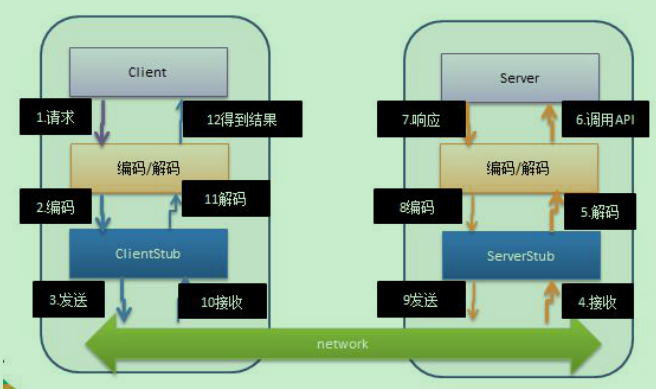 Client
Server
1.请求
12得到结果
7.响应
6.调用API
编码/解码
编码/解码
2.编码
11解码
8编码
5.解码
ClientStub
ServerStub
3.发送
10接收
9发送
4.接收
network